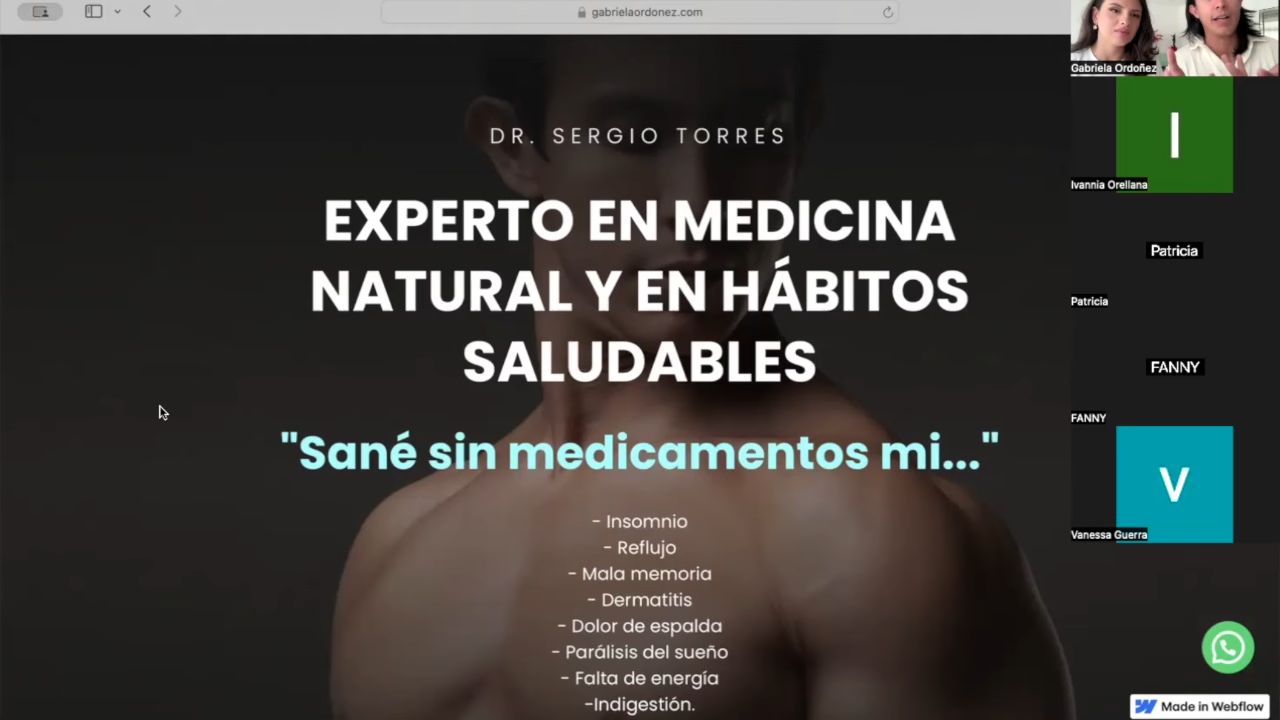 gabrielaordonez.com
DR. SERGIO TORRES
EXPERTO EN MEDICINA
NATURAL Y EN HÁBITOS
SALUDABLES
"Sané sin medicamentos mi..."
- Insomnio
- Reflujo
- Mala memoria
- Dermatitis
- Dolor de espalda
- Parálisis del sueño
- Falta de energía
-Indigestión.
Gabriela Ordoñez
I
Ivannia Orellana
Patricia
Patricia
FANNY
FANNY
V
Vanessa Guerra
Made in Webflow